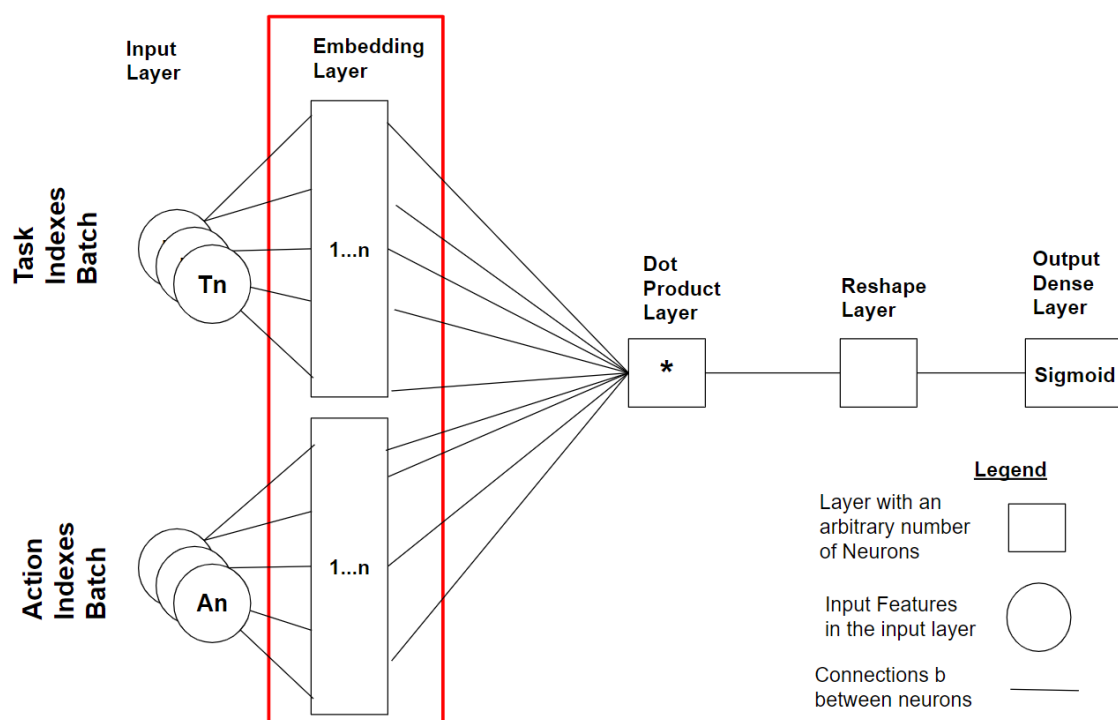 Input
Layer
Embedding
Layer
Task
Indexes
Batch
Tn
1...n
Dot
Product
Layer
*
Reshape
Layer
Output
Dense
Layer
Sigmoid
Action
Indexes
Batch
An
1...n
Legend
Layer with an
arbitrary number
of Neurons
Input Features
in the input layer
Connections b
between neurons